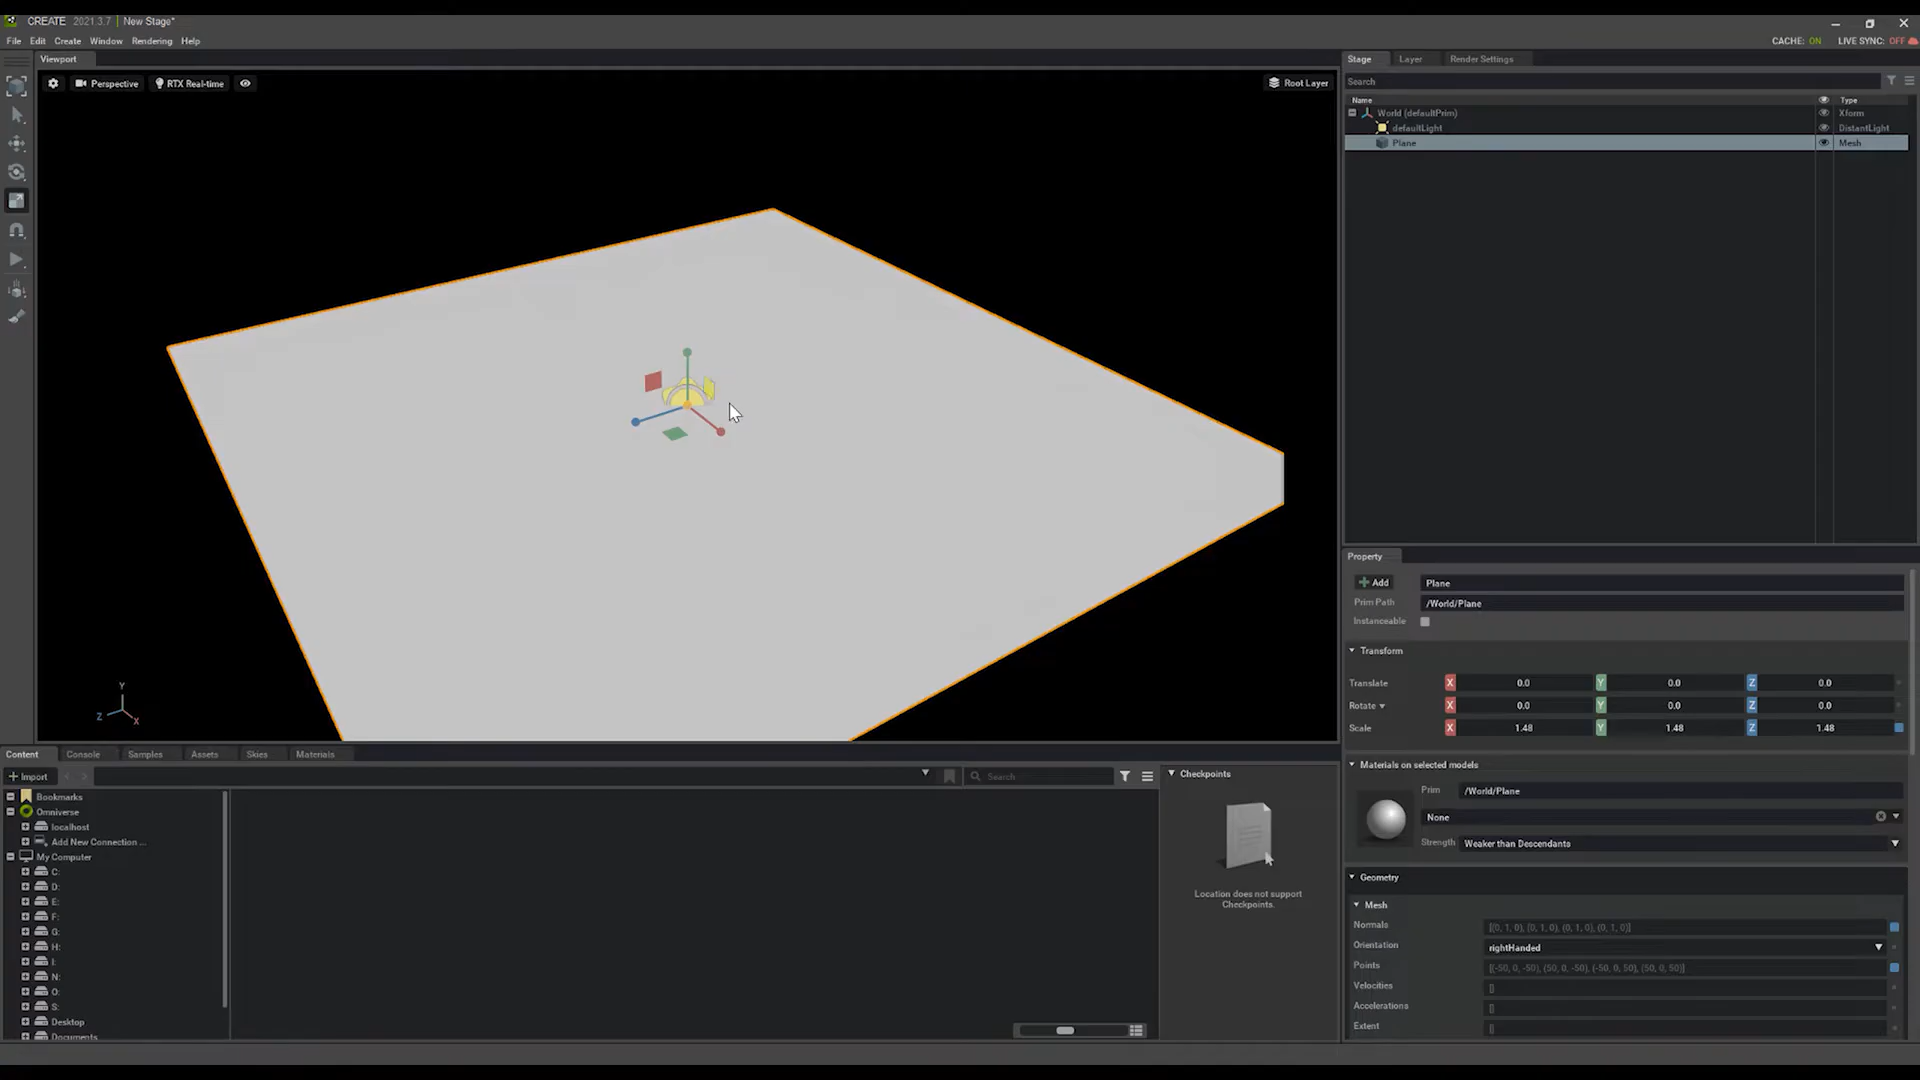 CREATE 2021.3.7 New Stage*
File Edit Create Window Rendering Help
CACHE: ON LIVE SYNC: OFF
Viewport
Perspective RTX Real-time
Root Layer
Stage Layer Render Settings
Search
Name Type
World (defaultPrim) Xform
defaultLight DistantLight
Plane Mesh
Y
Z X
Property
Add Plane
Prim Path /World/Plane
Instanceable
Transform
Translate X 0.0 Y 0.0 Z 0.0
Rotate X 0.0 Y 0.0 Z 0.0
Scale X 1.48 Y 1.48 Z 1.48
Materials on selected models
Prim /World/Plane
None
Strength Weaker than Descendants
Geometry
Mesh
Normals [(0, 1, 0), (0, 1, 0), (0, 1, 0), (0, 1, 0)]
Orientation rightHanded
Points [(-50, 0, -50), (50, 0, -50), (-50, 0, 50), (50, 0, 50)]
Velocities []
Accelerations []
Extent []
Content Console Samples Assets Skies Materials
Import
Search
Bookmarks
Omniverse
localhost
Add New Connection ...
My Computer
C:
D:
E:
F:
G:
H:
I:
N:
O:
S:
Desktop
Documents
Checkpoints
Location does not support
Checkpoints.